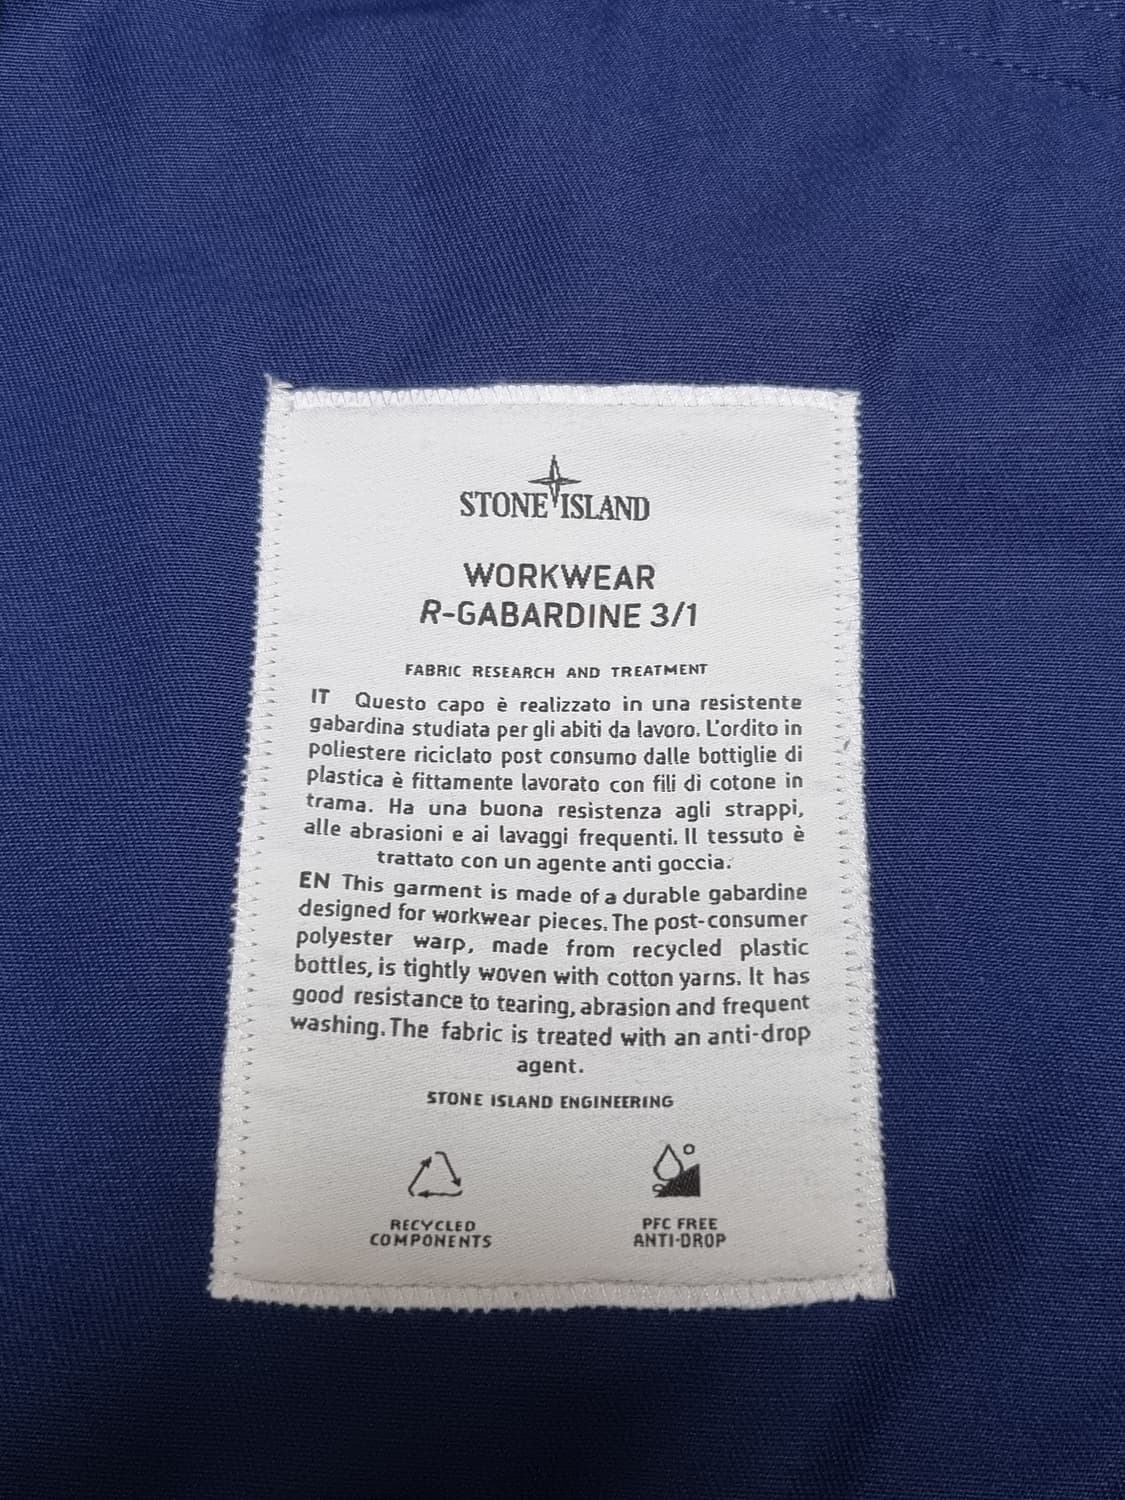 STONE ISLAND
WORKWEAR
R-GABARDINE 3/1
FABRIC RESEARCH AND TREATMENT
IT Questo capo è realizzato in una resistente
gabardina studiata per gli abiti da lavoro. L'ordito in
poliestere riciclato post consumo dalle bottiglie di
plastica è fittamente lavorato con fili di cotone in
trama. Ha una buona resistenza agli strappi,
alle abrasioni e ai lavaggi frequenti. Il tessuto è
trattato con un agente anti goccia.
EN This garment is made of a durable gabardine
designed for workwear pieces. The post-consumer
polyester warp, made from recycled plastic
bottles, is tightly woven with cotton yarns. It has
good resistance to tearing, abrasion and frequent
washing. The fabric is treated with an anti-drop
agent.
STONE ISLAND ENGINEERING
RECYCLED
COMPONENTS
PFC FREE
ANTI-DROP